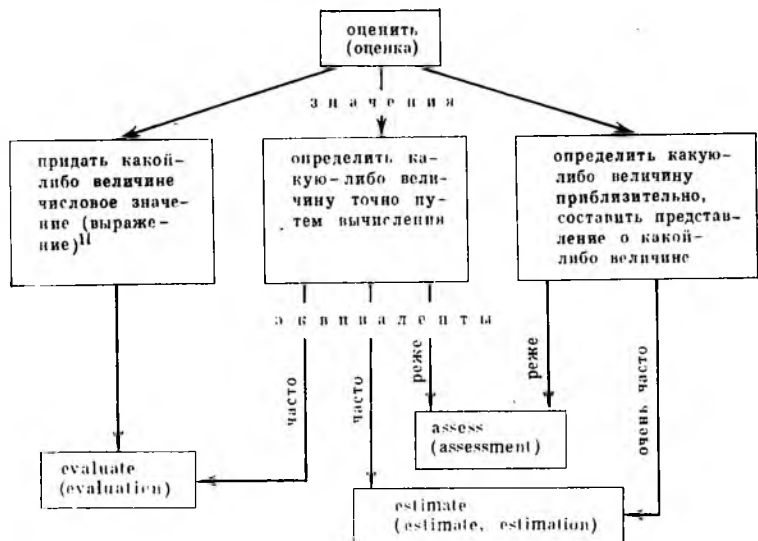 оценить
(оценка)
значения
придать какой-
либо величине
числовое значе-
ние (выраже-
ние)11
определить ка-
кую-либо вели-
чину точно пу-
тем вычисления
определить какую-
либо величину
приблизительно,
составить представ-
ление о какой-
либо величине
эквиваленты
часто
часто
реже
реже
очень часто
assess
(assessment)
evaluate
(evaluation)
estimate
(estimate, estimation)